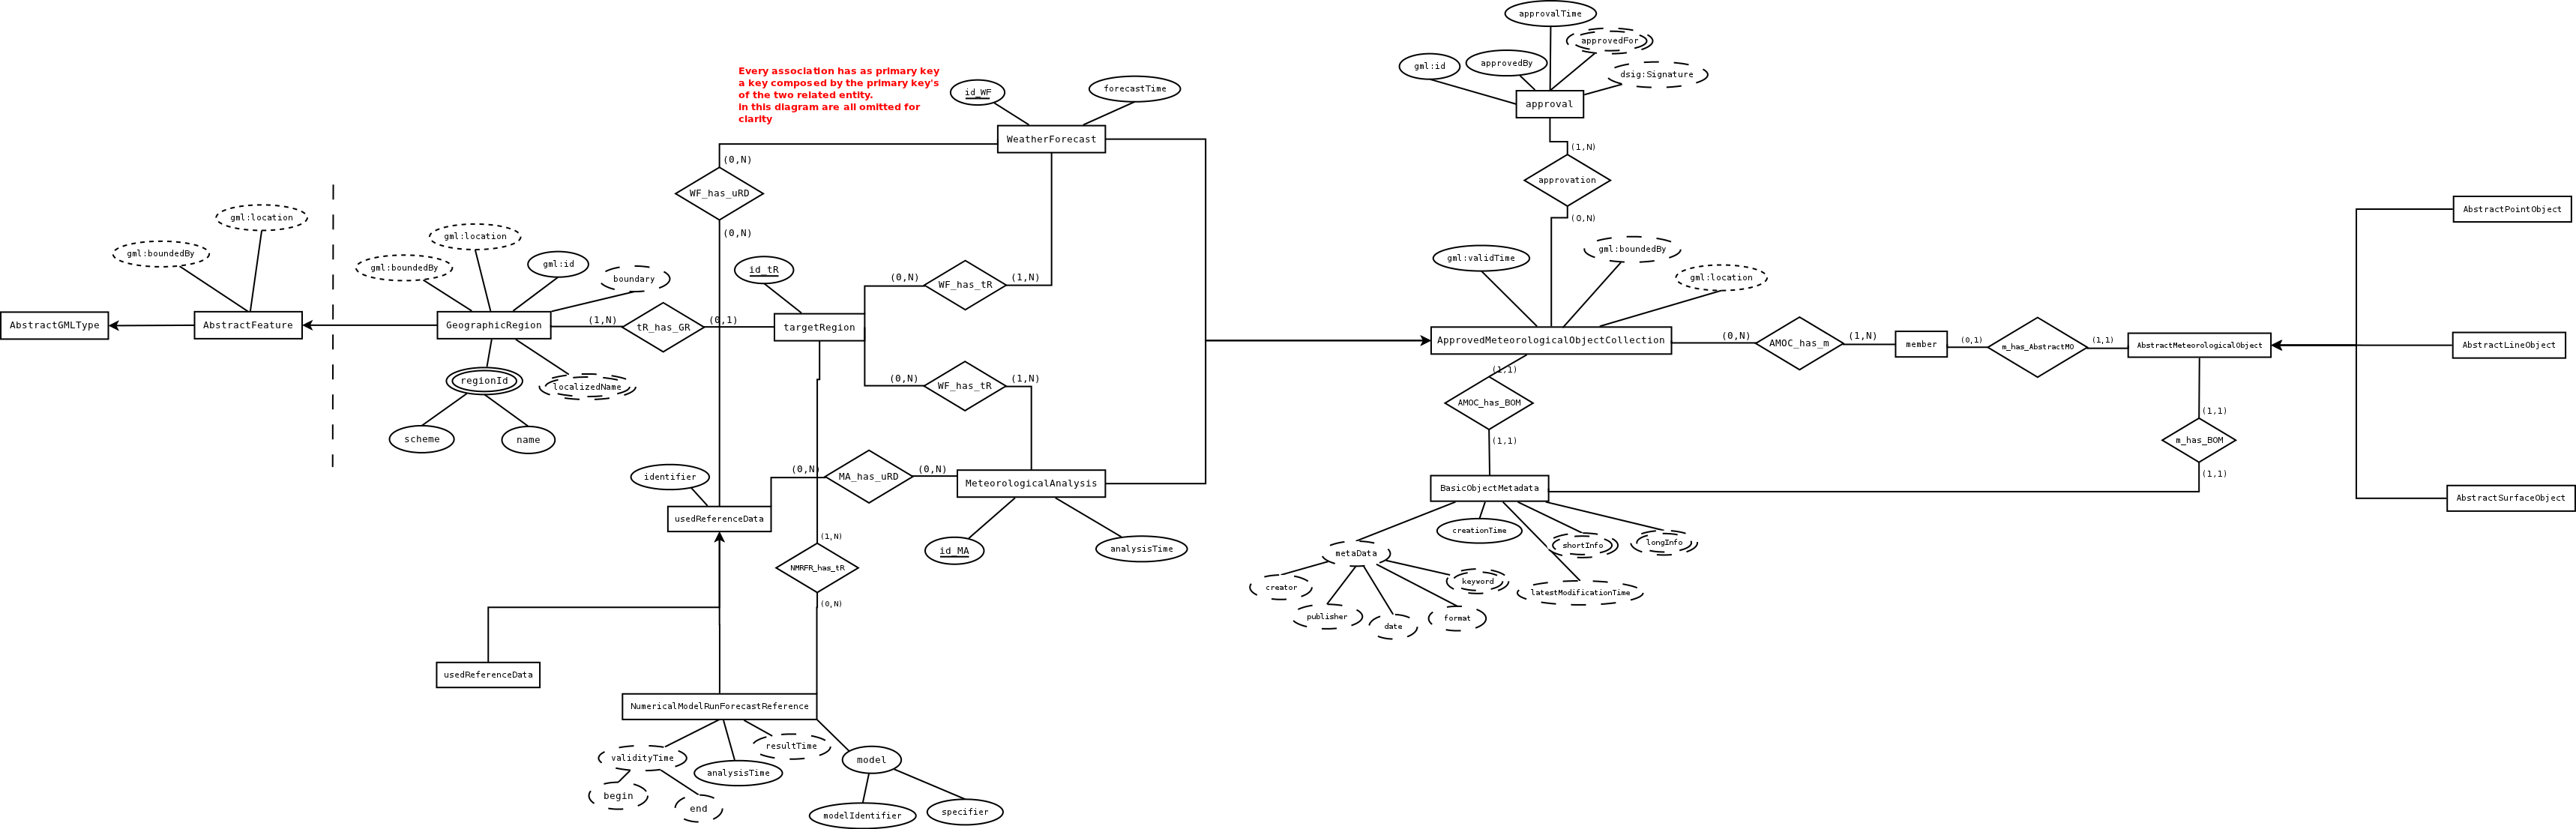 approvalTime
approvedFor
gml:id
approvedBy
dsig:Signature
approval
Every association has as primary key
a key composed by the primary key's
of the two related entity.
in this diagram are all omitted for
clarity
id_WF
forecastTime
WeatherForecast
(0,N)
WF_has_uRD
(0,N)
(1,N)
approvation
(0,N)
gml:location
gml:boundedBy
gml:location
gml:boundedBy
gml:id
boundary
id_tR
(0,N)
WF_has_tR
(1,N)
gml:validTime
gml:boundedBy
gml:location
AbstractPointObject
AbstractGMLType
AbstractFeature
GeographicRegion
(1,N)
tR_has_GR
(0,1)
targetRegion
ApprovedMeteorologicalObjectCollection
(0,N)
AMOC_has_m
(1,N)
member
(0,1)
m_has_AbstractMO
(1,1)
AbstractMeteorologicalObject
AbstractLineObject
regionId
localizedName
scheme
name
(0,N)
WF_has_tR
(1,N)
(1,1)
AMOC_has_BOM
(1,1)
(1,1)
m_has_BOM
(1,1)
identifier
(0,N)
MA_has_uRD
(0,N)
MeteorologicalAnalysis
BasicObjectMetadata
AbstractSurfaceObject
usedReferenceData
id_MA
analysisTime
(1,N)
NMRFR_has_tR
(0,N)
creationTime
metaData
shortInfo
longInfo
creator
keyword
latestModificationTime
publisher
date
format
usedReferenceData
NumericalModelRunForecastReference
validityTime
resultTime
analysisTime
model
begin
end
modelIdentifier
specifier